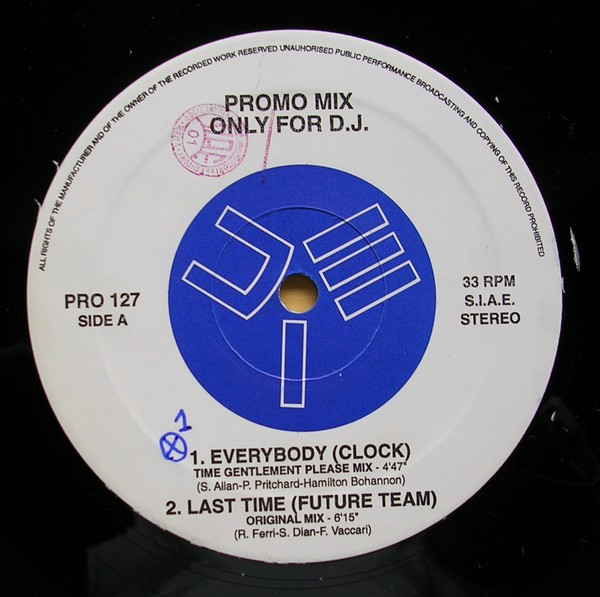 ALL RIGHTS OF THE MANUFACTURER AND OF THE OWNER OF THE RECORDED WORK RESERVED UNAUHORISED PUBLIC PERFORMANCE BROADCASTING AND COPYING OF THIS RECORD PROHIBITED
PROMO MIX
ONLY FOR D.J.
01
PRO 127
SIDE A
33 RPM
S.I.A.E.
STEREO
1
1. EVERYBODY (CLOCK)
TIME GENTLEMENT PLEASE MIX - 4'47"
(S. Allan-P. Pritchard-Hamilton Bohannon)
2. LAST TIME (FUTURE TEAM)
ORIGINAL MIX - 6'15"
(R. Ferri-S. Dian-F. Vaccari)